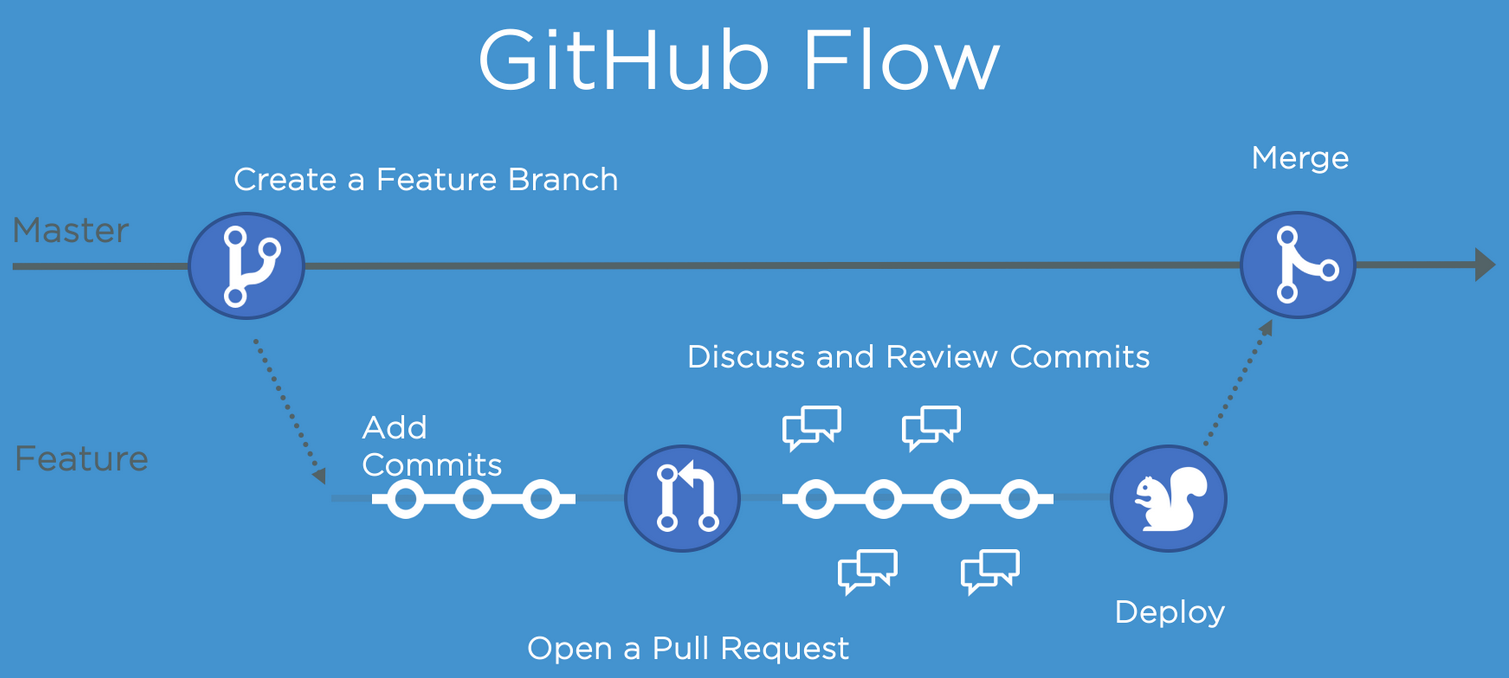 GitHub Flow
Create a Feature Branch
Merge
Master
Discuss and Review Commits
Add
Commits
Feature
Open a Pull Request
Deploy